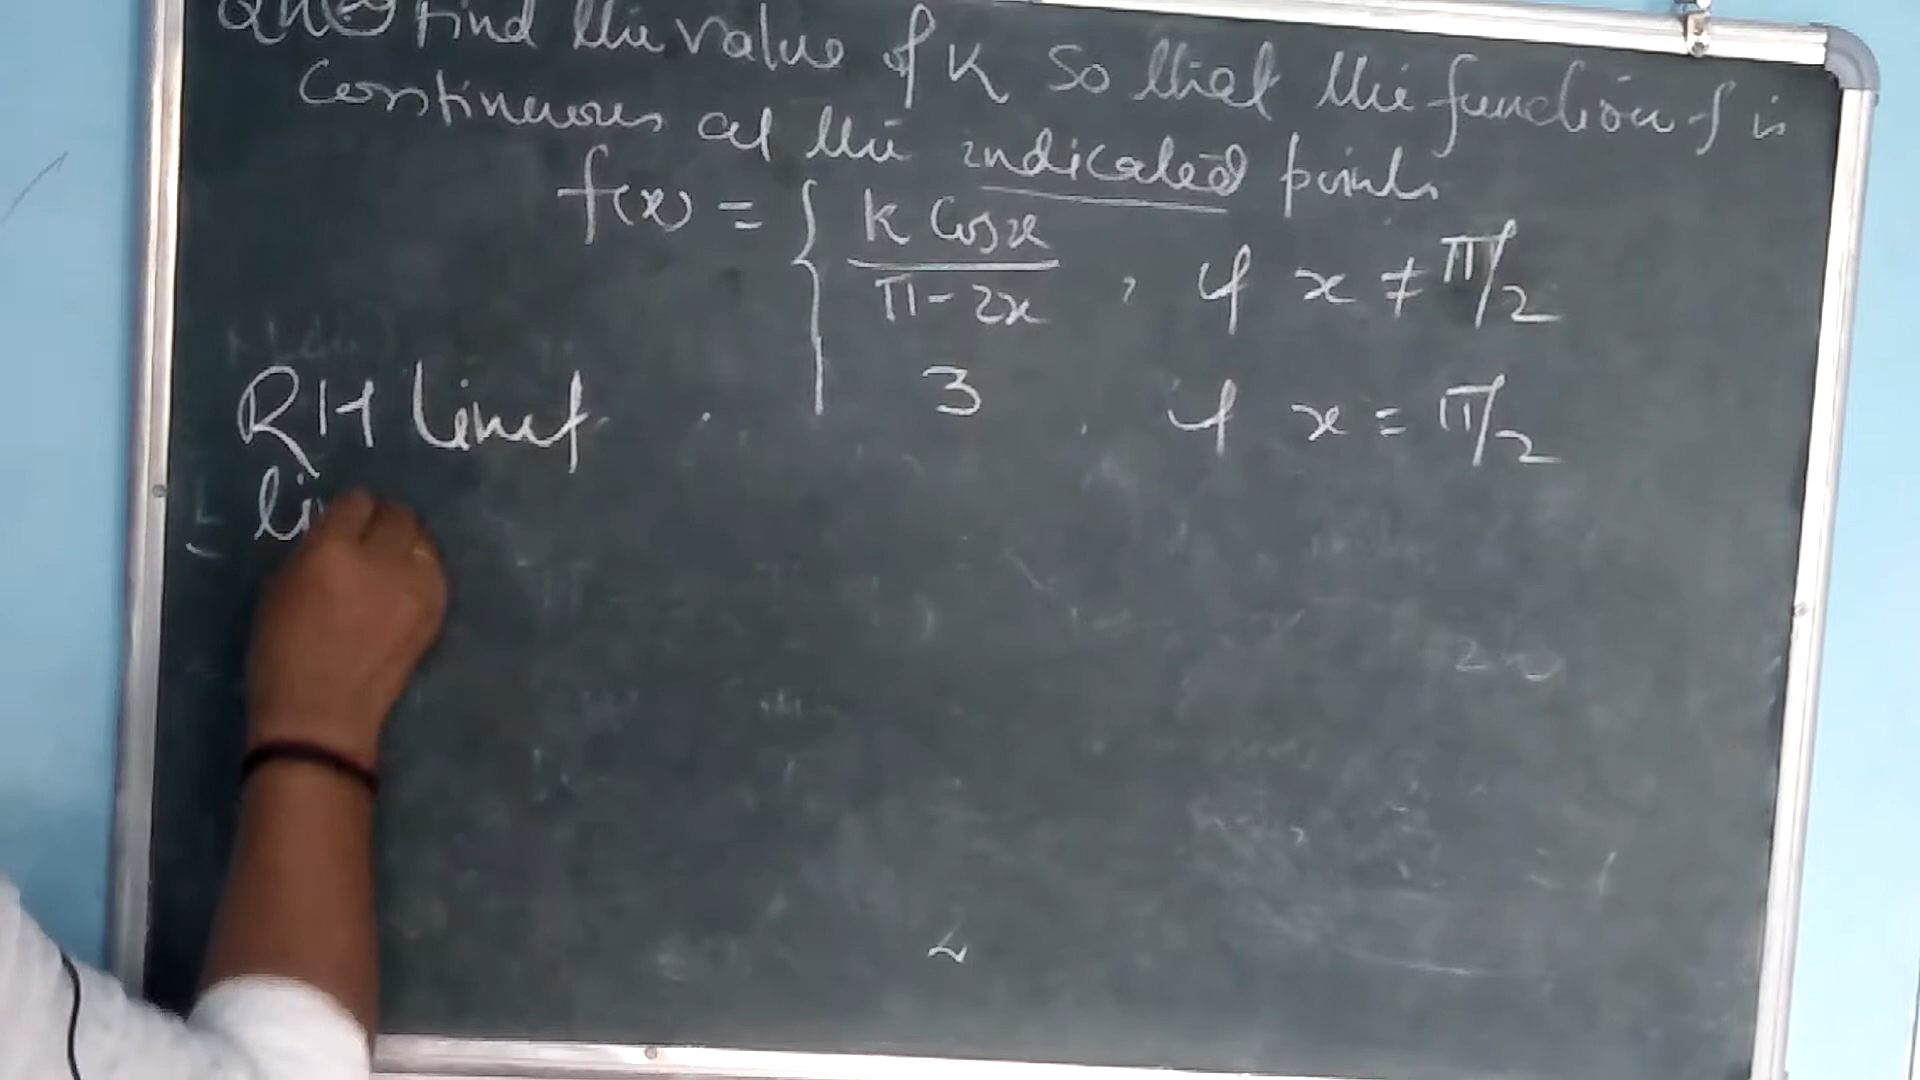 Find the value of K so that the function f is
continuous at the indicated points
f(x) = { K Cos x / π - 2x , if x ≠ π/2
3 , if x = π/2
RH limit